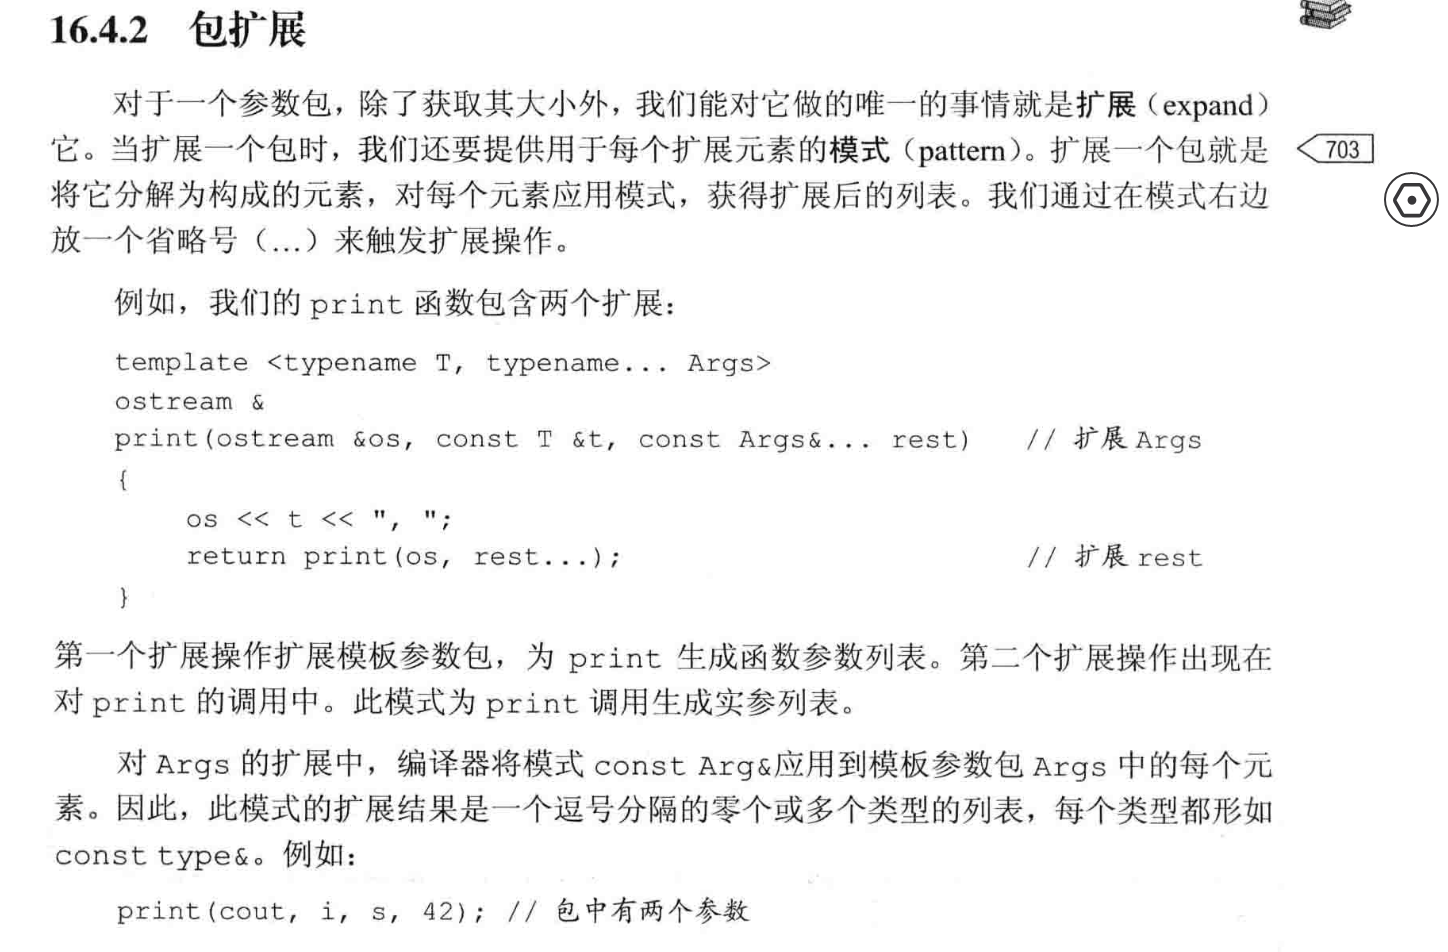 16.4.2 包扩展
对于一个参数包，除了获取其大小外，我们能对它做的唯一的事情就是扩展（expand）
它。当扩展一个包时，我们还要提供用于每个扩展元素的模式（pattern）。扩展一个包就是
703
将它分解为构成的元素，对每个元素应用模式，获得扩展后的列表。我们通过在模式右边
放一个省略号（…）来触发扩展操作。
例如，我们的 print 函数包含两个扩展：
template <typename T, typename... Args>
ostream &
print(ostream &os, const T &t, const Args&... rest) // 扩展 Args
{
os << t << ", ";
return print(os, rest...); // 扩展 rest
}
第一个扩展操作扩展模板参数包，为 print 生成函数参数列表。第二个扩展操作出现在
对 print 的调用中。此模式为 print 调用生成实参列表。
对 Args 的扩展中，编译器将模式 const Arg&应用到模板参数包 Args 中的每个元
素。因此，此模式的扩展结果是一个逗号分隔的零个或多个类型的列表，每个类型都形如
const type&。例如：
print(cout, i, s, 42); // 包中有两个参数